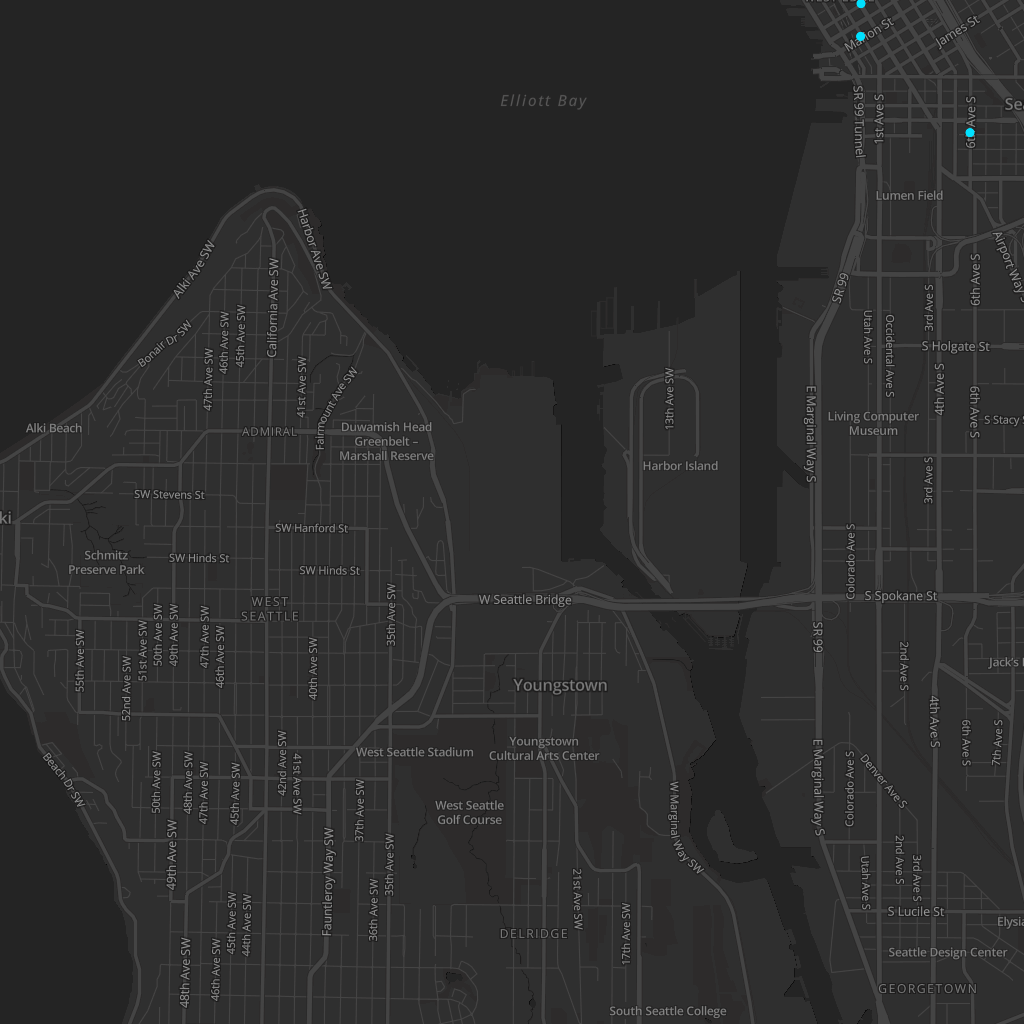 Marion St
James St
Elliott Bay
SR 99 Tunnel
1st Ave S
6th Ave S
Lumen Field
Harbor Ave SW
Alki Ave SW
SR 99
Airport Way S
California Ave SW
6th Ave S
3rd Ave S
Utah Ave S
Occidental Ave S
Bonair Dr SW
46th Ave SW
45th Ave SW
47th Ave SW
S Holgate St
41st Ave SW
Fairmount Ave SW
13th Ave SW
4th Ave S
6th Ave S
E Marginal Way S
Living Computer
Museum
S Stacy S
Alki Beach
ADMIRAL
Duwamish Head
Greenbelt –
Marshall Reserve
Harbor Island
3rd Ave S
SW Stevens St
ki
SW Hanford St
Schmitz
Preserve Park
SW Hinds St
SW Hinds St
Colorado Ave S
WEST
SEATTLE
W Seattle Bridge
S Spokane St
35th Ave SW
50th Ave SW
49th Ave SW
47th Ave SW
46th Ave SW
51st Ave SW
55th Ave SW
52nd Ave SW
40th Ave SW
SR 99
2nd Ave S
Jack's
Youngstown
4th Ave S
6th Ave S
7th Ave S
West Seattle Stadium
Youngstown
Cultural Arts Center
Beach Dr SW
50th Ave SW
48th Ave SW
47th Ave SW
45th Ave SW
42nd Ave SW
41st Ave SW
37th Ave SW
E Marginal Way S
Colorado Ave S
Denver Ave S
West Seattle
Golf Course
W Marginal Way SW
49th Ave SW
Fauntleroy Way SW
35th Ave SW
36th Ave SW
21st Ave SW
17th Ave SW
2nd Ave S
3rd Ave S
Utah Ave S
S Lucile St
Elysia
45th Ave SW
44th Ave SW
48th Ave SW
46th Ave SW
DELRIDGE
Seattle Design Center
GEORGETOWN
South Seattle College